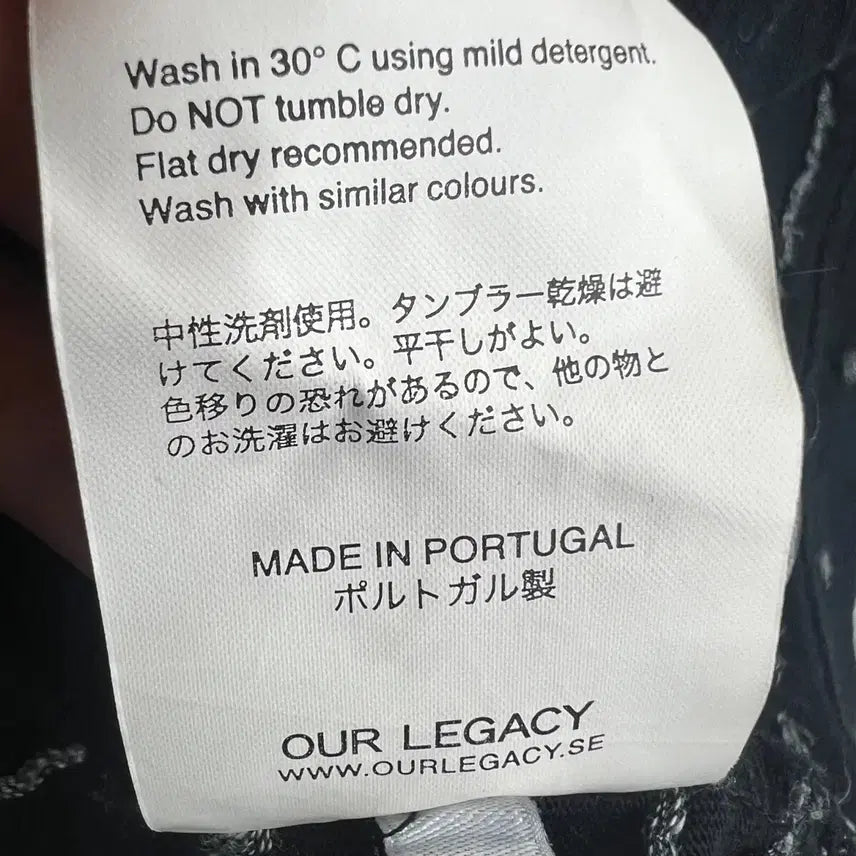 Wash in 30° C using mild detergent.
Do NOT tumble dry.
Flat dry recommended.
Wash with similar colours.
中性洗剤使用。タンブラー乾燥は避
けてください。平干しがよい。
色移りの恐れがあるので、他の物と
のお洗濯はお避けください。
MADE IN PORTUGAL
ポルトガル製
OUR LEGACY
WWW.OURLEGACY.SE